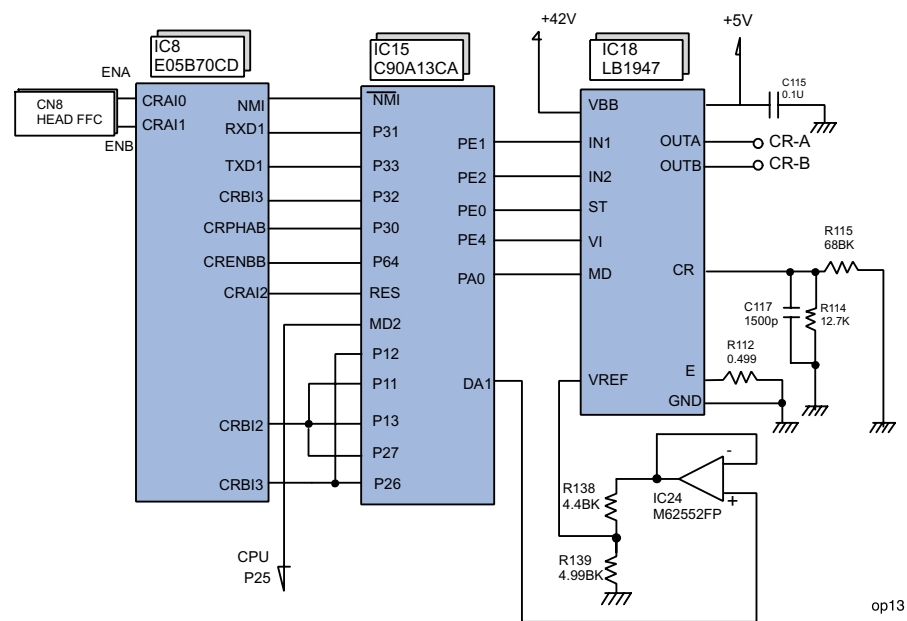 +42V
+5V
IC8
E05B70CD
IC15
C90A13CA
IC18
LB1947
ENA
CN8
HEAD FFC
ENB
CRAI0
CRAI1
NMI
RXD1
TXD1
CRBI3
CRPHAB
CRENBB
CRAI2
CRBI2
CRBI3
NMI
P31
P33
P32
P30
P64
RES
MD2
P12
P11
P13
P27
P26
PE1
PE2
PE0
PE4
PA0
DA1
VBB
IN1
IN2
ST
VI
MD
VREF
OUTA
OUTB
CR
E
GND
C115
0.1U
CR-A
CR-B
R115
68BK
C117
1500p
R114
12.7K
R112
0.499
R138
4.4BK
R139
4.99BK
-
+
IC24
M62552FP
CPU
P25
op13